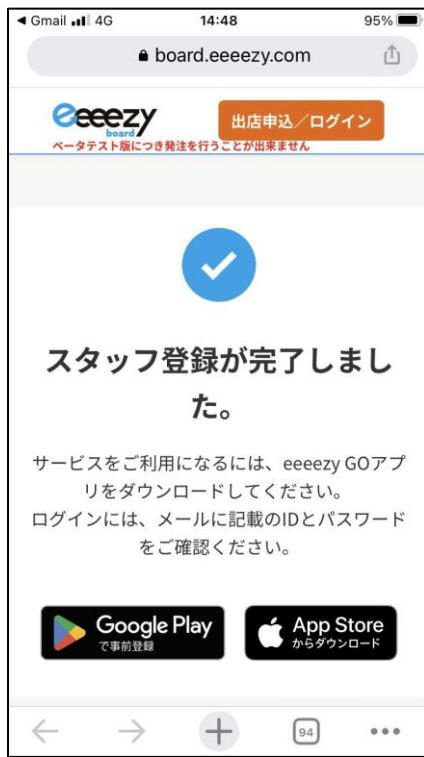 ◀ Gmail 4G 14:48 95%
board.eeeezy.com
eeeezy
board
出店申込／ログイン
ベータテスト版につき発注を行うことが出来ません
スタッフ登録が完了しまし
た。
サービスをご利用になるには、eeeezy GOアプ
リをダウンロードしてください。
ログインには、メールに記載のIDとパスワード
をご確認ください。
Google Play
で事前登録
App Store
からダウンロード
94